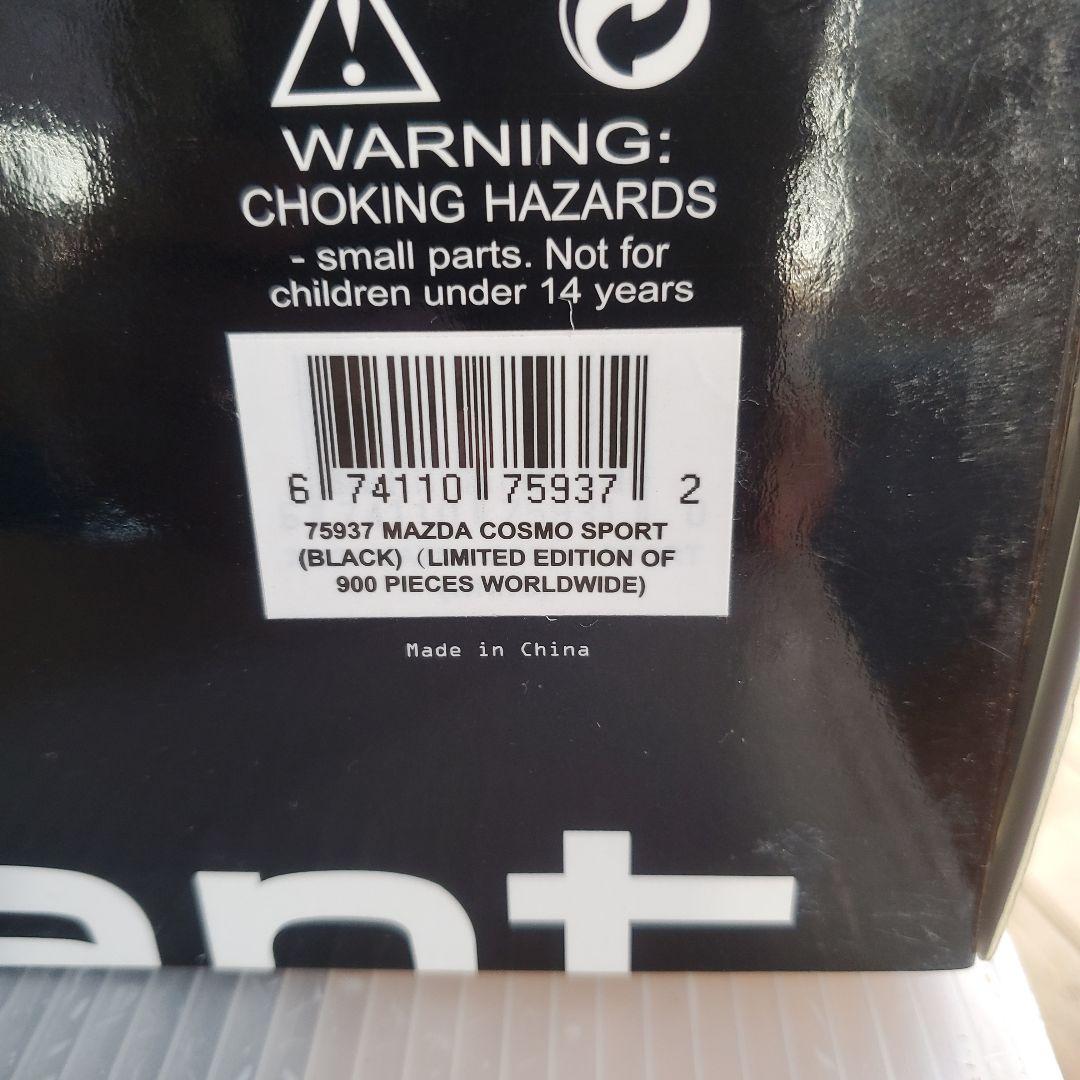 WARNING:
CHOKING HAZARDS
- small parts. Not for
children under 14 years
6 74110 75937 2
75937 MAZDA COSMO SPORT
(BLACK)（LIMITED EDITION OF
900 PIECES WORLDWIDE)
Made in China